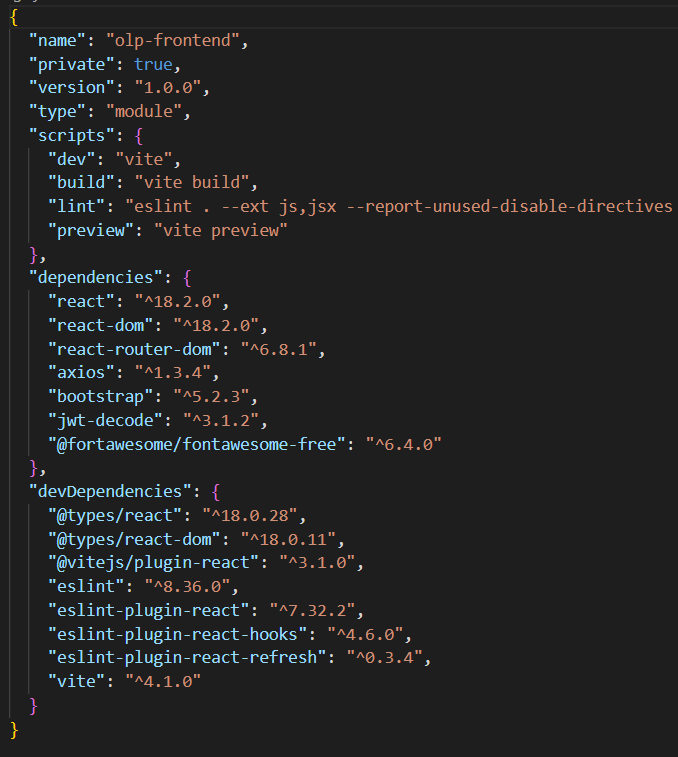 {
"name": "olp-frontend",
"private": true,
"version": "1.0.0",
"type": "module",
"scripts": {
"dev": "vite",
"build": "vite build",
"lint": "eslint . --ext js,jsx --report-unused-disable-directives
"preview": "vite preview"
},
"dependencies": {
"react": "^18.2.0",
"react-dom": "^18.2.0",
"react-router-dom": "^6.8.1",
"axios": "^1.3.4",
"bootstrap": "^5.2.3",
"jwt-decode": "^3.1.2",
"@fortawesome/fontawesome-free": "^6.4.0"
},
"devDependencies": {
"@types/react": "^18.0.28",
"@types/react-dom": "^18.0.11",
"@vitejs/plugin-react": "^3.1.0",
"eslint": "^8.36.0",
"eslint-plugin-react": "^7.32.2",
"eslint-plugin-react-hooks": "^4.6.0",
"eslint-plugin-react-refresh": "^0.3.4",
"vite": "^4.1.0"
}
}